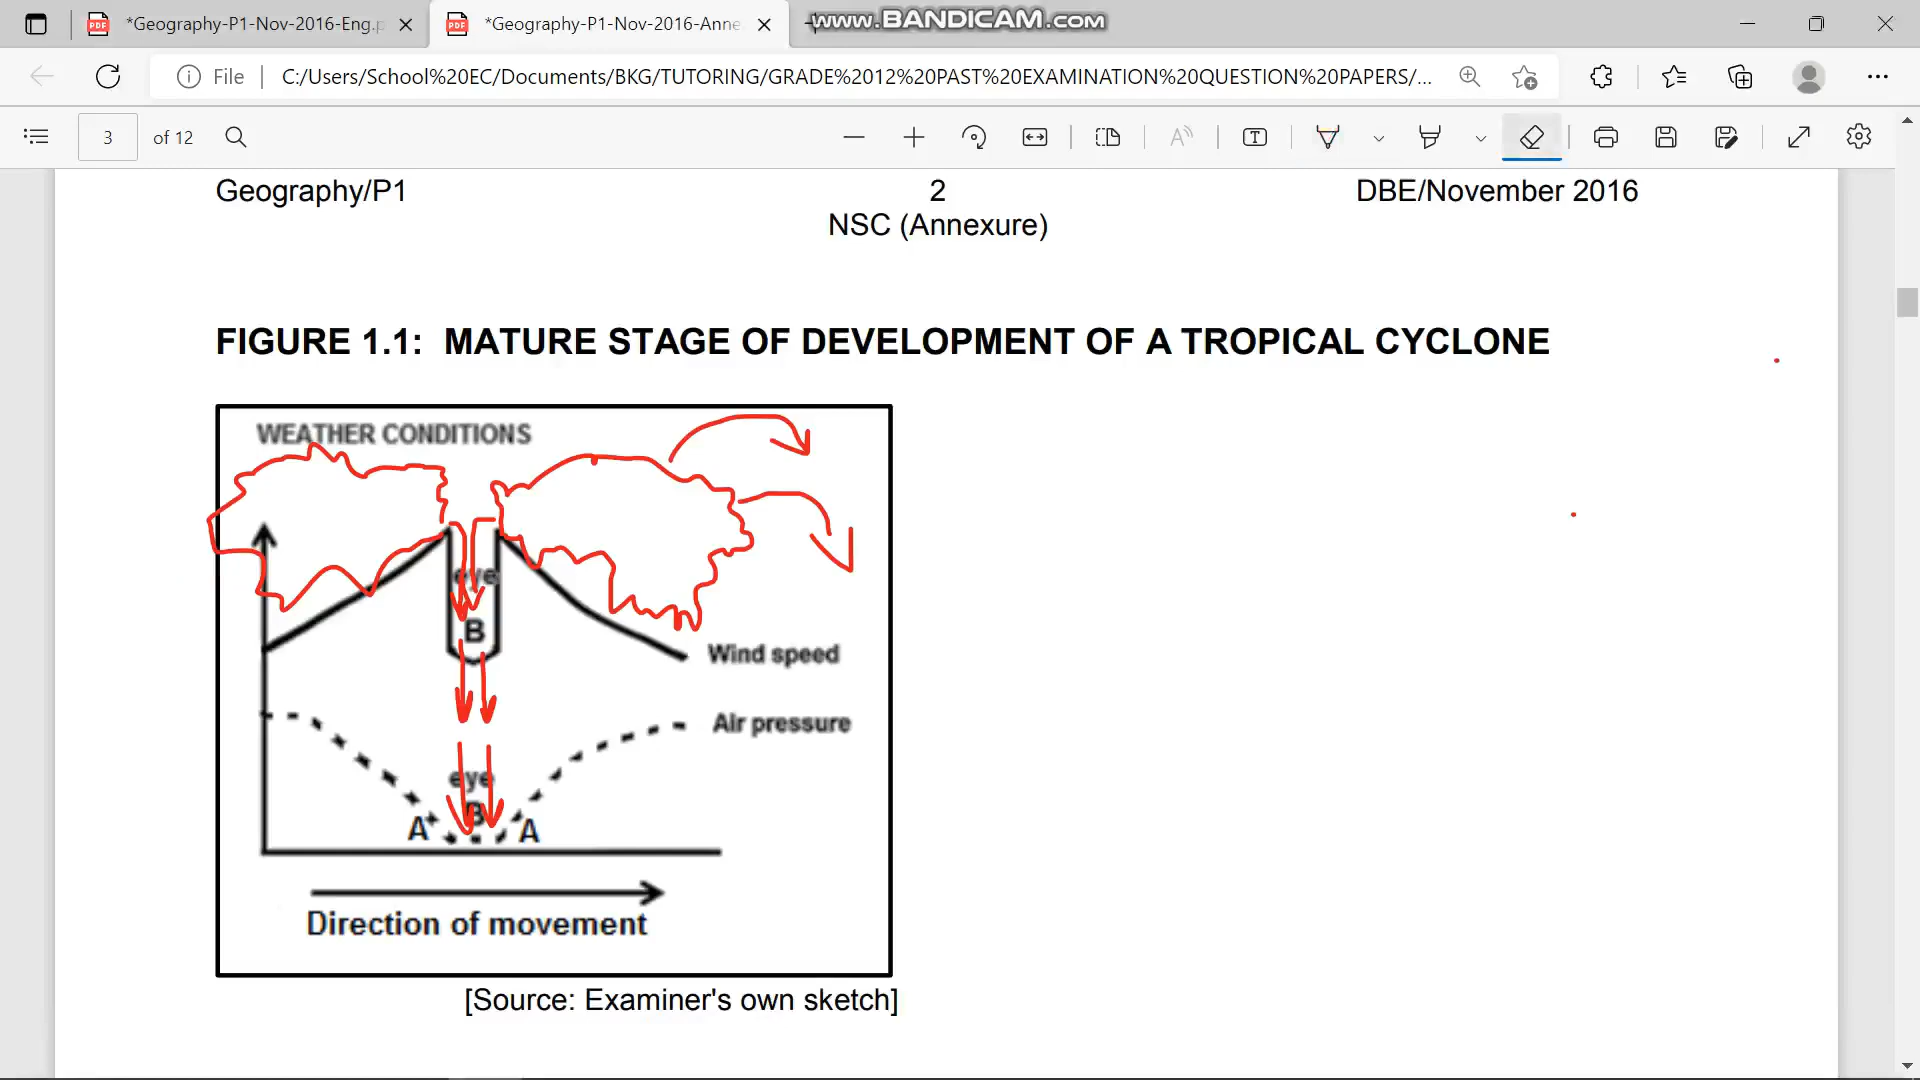 *Geography-P1-Nov-2016-Eng.p
*Geography-P1-Nov-2016-Anne
www.BANDICAM.com
File
C:/Users/School%20EC/Documents/BKG/TUTORING/GRADE%2012%20PAST%20EXAMINATION%20QUESTION%20PAPERS/...
3 of 12
Geography/P1 2 DBE/November 2016
NSC (Annexure)
FIGURE 1.1: MATURE STAGE OF DEVELOPMENT OF A TROPICAL CYCLONE
WEATHER CONDITIONS
eye
B
Wind speed
Air pressure
eye
B
A A
Direction of movement
[Source: Examiner's own sketch]